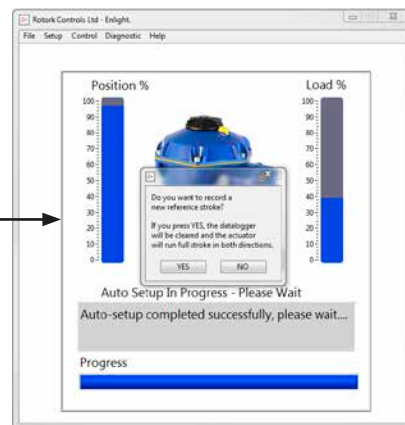 Rotork Controls Ltd - Enlight.
File Setup Control Diagnostic Help
Position % Load %
100 100
90 90
80 80
70 70
60 60
50 50
40 40
30 30
20 20
10 10
0 0
Do you want to record a
new reference stroke?
If you press YES, the datalogger
will be cleared and the actuator
will run full stroke in both directions.
YES NO
Auto Setup In Progress - Please Wait
Auto-setup completed successfully, please wait....
Progress